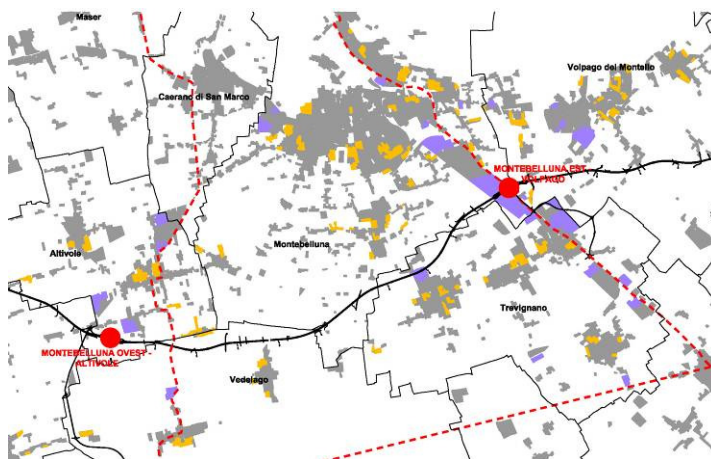 Maser
Volpago del Montello
Caerano di San Marco
MONTEBELLUNA EST -
VOLPAGO
Montebelluna
Altivole
Trevignano
MONTEBELLUNA OVEST -
ALTIVOLE
Vedelago